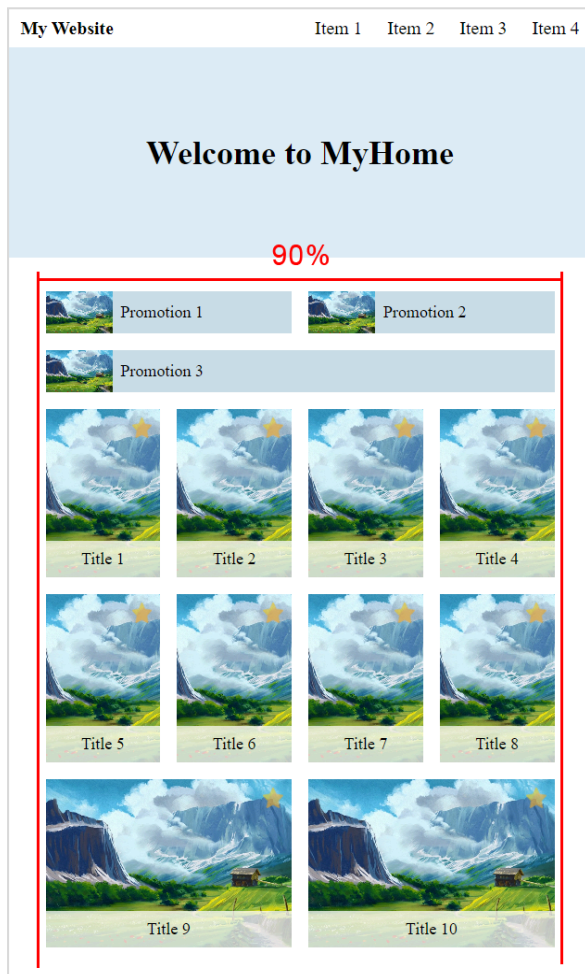 My Website Item 1 Item 2 Item 3 Item 4
Welcome to MyHome
90%
Promotion 1 Promotion 2
Promotion 3
Title 1 Title 2 Title 3 Title 4
Title 5 Title 6 Title 7 Title 8
Title 9 Title 10